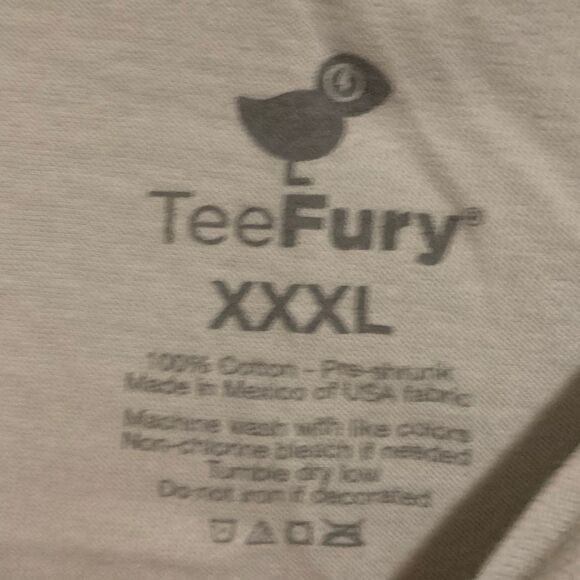 TeeFury®
XXXL
100% Cotton - Pre-shrunk
Made in Mexico of USA fabric
Machine wash with like colors
Non-chlorine bleach if needed
Tumble dry low
Do not iron if decorated